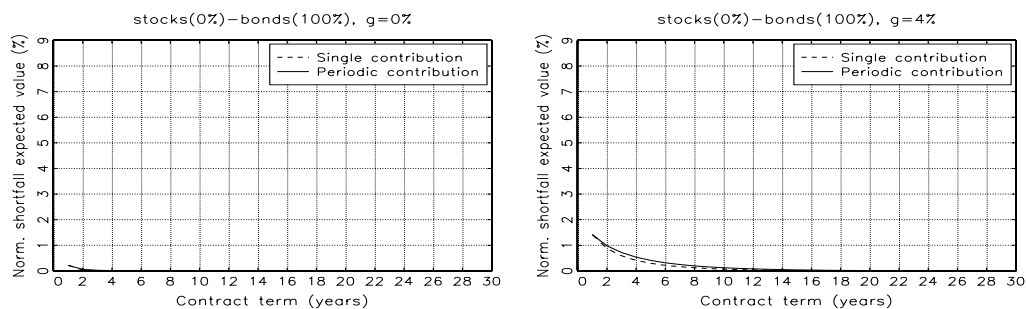 stocks(0%)−bonds(100%), g=0%
Norm. shortfall expected value (%)
9
8
7
6
5
4
3
2
1
0
Single contribution
Periodic contribution
0 2 4 6 8 10 12 14 16 18 20 22 24 26 28 30
Contract term (years)
stocks(0%)−bonds(100%), g=4%
Norm. shortfall expected value (%)
9
8
7
6
5
4
3
2
1
0
Single contribution
Periodic contribution
0 2 4 6 8 10 12 14 16 18 20 22 24 26 28 30
Contract term (years)